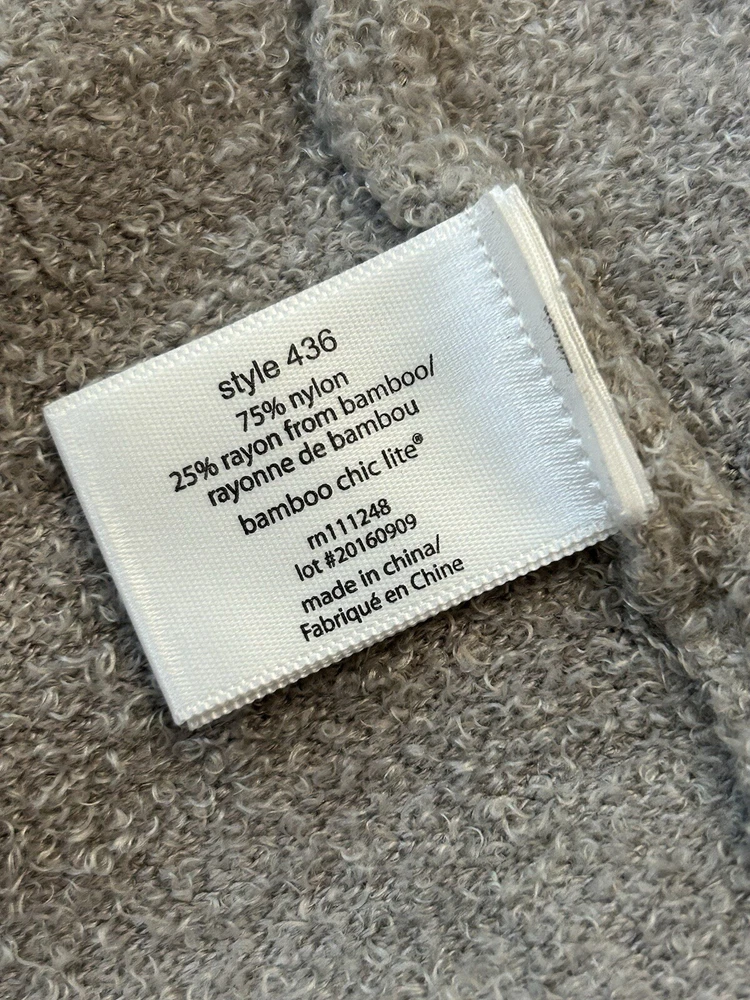 style 436
75% nylon
25% rayon from bamboo/
rayonne de bambou
bamboo chic lite®
rn111248
lot #20160909
made in china/
Fabriqué en Chine